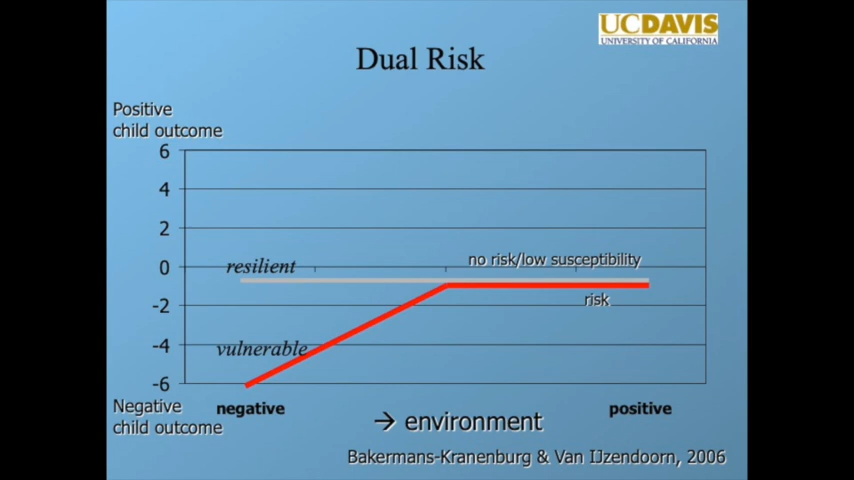 UCDAVIS
UNIVERSITY OF CALIFORNIA
Dual Risk
Positive
child outcome
6
4
2
0
-2
-4
-6
resilient
no risk/low susceptibility
risk
vulnerable
Negative
child outcome
negative
→ environment
positive
Bakermans-Kranenburg & Van IJzendoorn, 2006